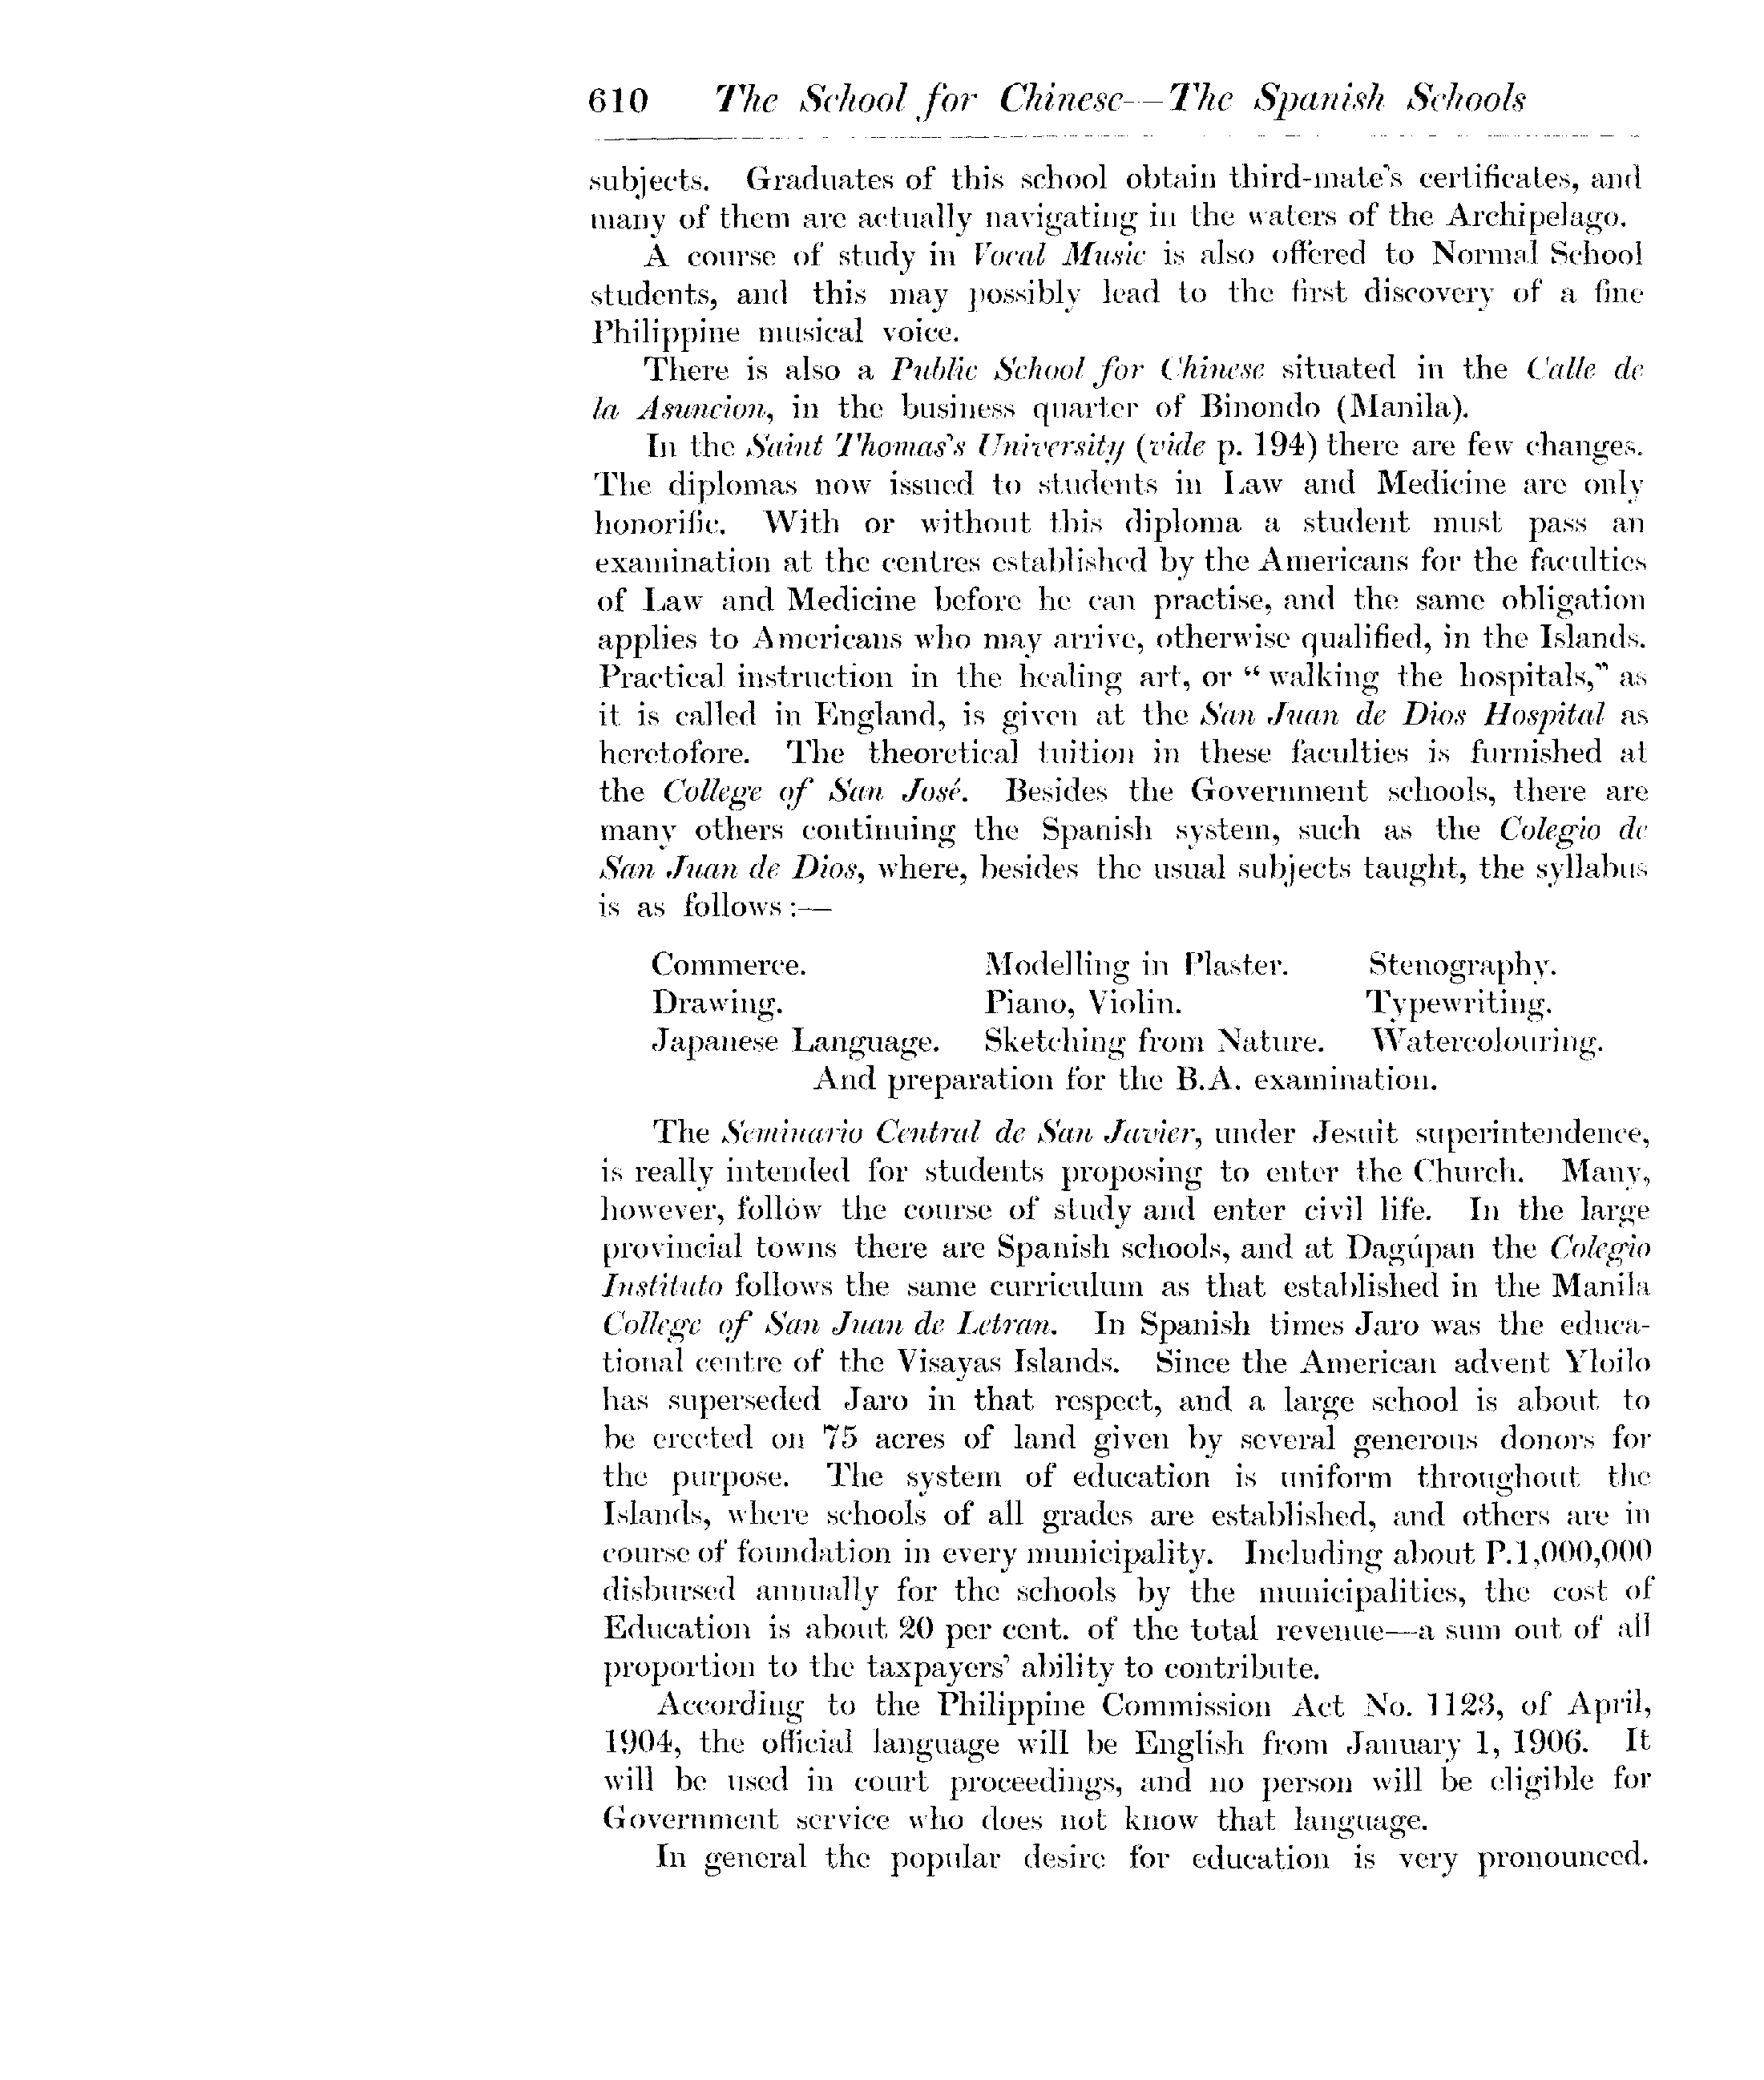 610 The School for Chinese—The Spanish Schools
subjects. Graduates of this school obtain third-mate's certificates, and
many of them are actually navigating in the waters of the Archipelago.
A course of study in Vocal Music is also offered to Normal School
students, and this may possibly lead to the first discovery of a fine
Philippine musical voice.
There is also a Public School for Chinese situated in the Calle de
la Asuncion, in the business quarter of Binondo (Manila).
In the Saint Thomas's University (vide p. 194) there are few changes.
The diplomas now issued to students in Law and Medicine are only
honorific. With or without this diploma a student must pass an
examination at the centres established by the Americans for the faculties
of Law and Medicine before he can practise, and the same obligation
applies to Americans who may arrive, otherwise qualified, in the Islands.
Practical instruction in the healing art, or "walking the hospitals," as
it is called in England, is given at the San Juan de Dios Hospital as
heretofore. The theoretical tuition in these faculties is furnished at
the College of San José. Besides the Government schools, there are
many others continuing the Spanish system, such as the Colegio de
San Juan de Dios, where, besides the usual subjects taught, the syllabus
is as follows:—
Commerce. Modelling in Plaster. Stenography.
Drawing. Piano, Violin. Typewriting.
Japanese Language. Sketching from Nature. Watercolouring.
And preparation for the B.A. examination.
The Seminario Central de San Javier, under Jesuit superintendence,
is really intended for students proposing to enter the Church. Many,
however, follow the course of study and enter civil life. In the large
provincial towns there are Spanish schools, and at Dagúpan the Colegio
Instituto follows the same curriculum as that established in the Manila
College of San Juan de Letran. In Spanish times Jaro was the educa-
tional centre of the Visayas Islands. Since the American advent Yloilo
has superseded Jaro in that respect, and a large school is about to
be erected on 75 acres of land given by several generous donors for
the purpose. The system of education is uniform throughout the
Islands, where schools of all grades are established, and others are in
course of foundation in every municipality. Including about P.1,000,000
disbursed annually for the schools by the municipalities, the cost of
Education is about 20 per cent. of the total revenue—a sum out of all
proportion to the taxpayers' ability to contribute.
According to the Philippine Commission Act No. 1123, of April,
1904, the official language will be English from January 1, 1906. It
will be used in court proceedings, and no person will be eligible for
Government service who does not know that language.
In general the popular desire for education is very pronounced.